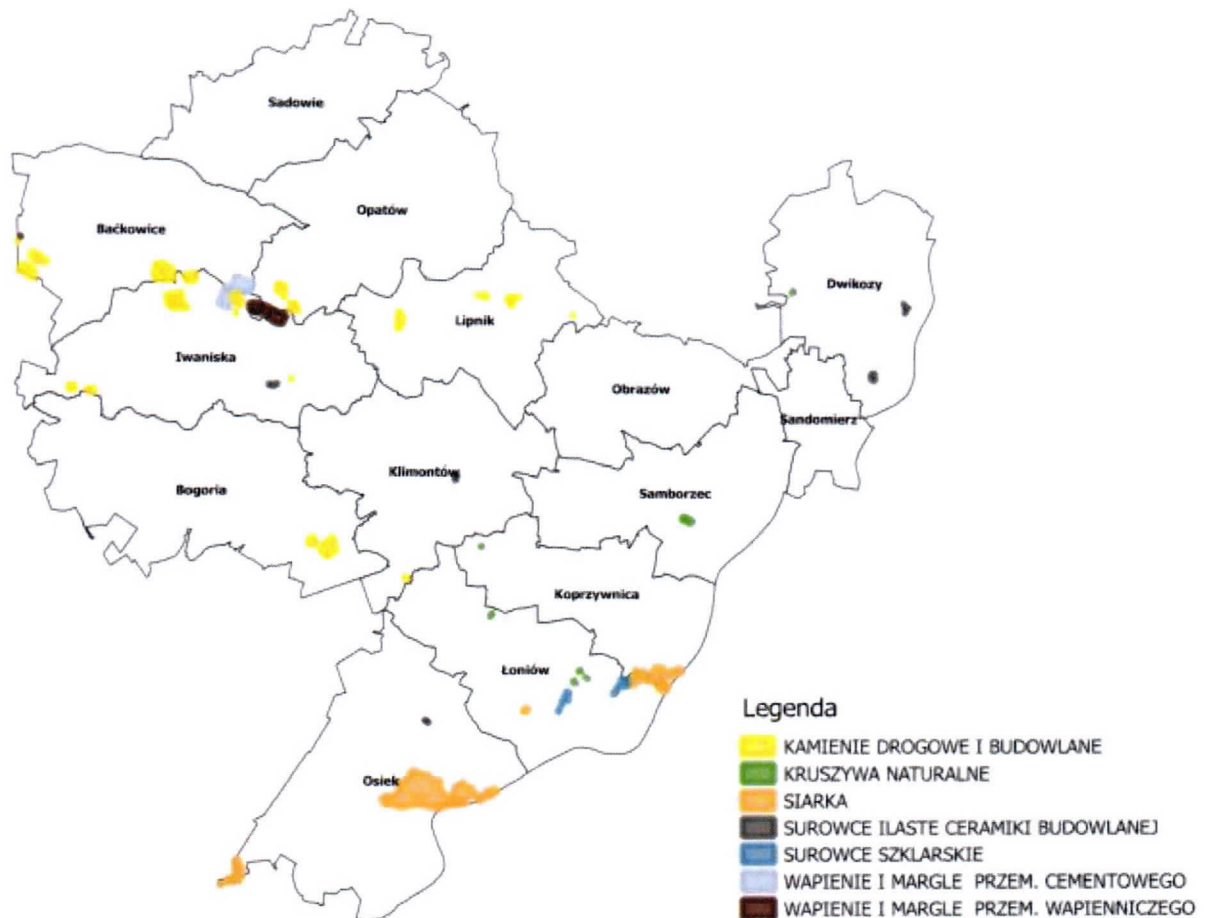 Sadowie
Opatów
Baćkowice
Dwikozy
Lipnik
Iwaniska
Obrazów
Sandomierz
Klimontów
Bogoria
Samborzec
Koprzywnica
Łoniów
Osiek
Legenda
KAMIENIE DROGOWE I BUDOWLANE
KRUSZYWA NATURALNE
SIARKA
SUROWCE ILASTE CERAMIKI BUDOWLANEJ
SUROWCE SZKLARSKIE
WAPIENIE I MARGLE PRZEM. CEMENTOWEGO
WAPIENIE I MARGLE PRZEM. WAPIENNICZEGO